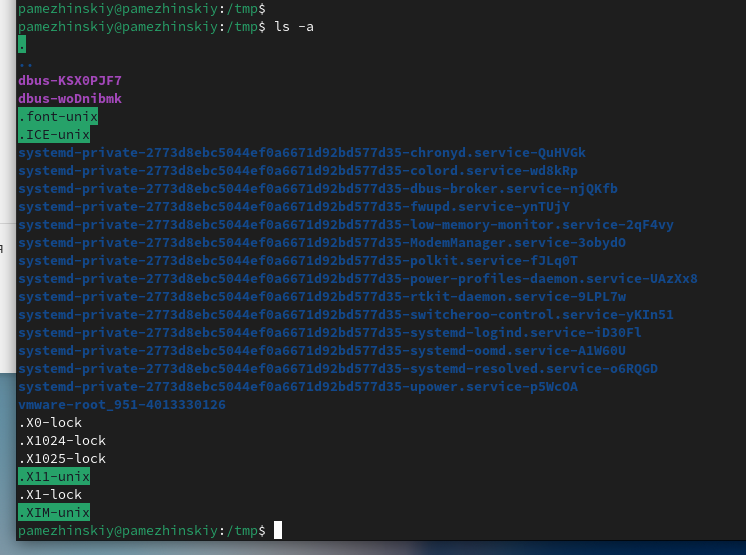 pamezhinskiy@pamezhinskiy:/tmp$
pamezhinskiy@pamezhinskiy:/tmp$ ls -a
.
..
dbus-KSX0PJF7
dbus-woDnibmk
.font-unix
.ICE-unix
systemd-private-2773d8ebc5044ef0a6671d92bd577d35-chronyd.service-QuHVGk
systemd-private-2773d8ebc5044ef0a6671d92bd577d35-colord.service-wd8kRp
systemd-private-2773d8ebc5044ef0a6671d92bd577d35-dbus-broker.service-njQKfb
systemd-private-2773d8ebc5044ef0a6671d92bd577d35-fwupd.service-ynTUjY
systemd-private-2773d8ebc5044ef0a6671d92bd577d35-low-memory-monitor.service-2qF4vy
systemd-private-2773d8ebc5044ef0a6671d92bd577d35-ModemManager.service-3obydO
systemd-private-2773d8ebc5044ef0a6671d92bd577d35-polkit.service-fJLq0T
systemd-private-2773d8ebc5044ef0a6671d92bd577d35-power-profiles-daemon.service-UAzXx8
systemd-private-2773d8ebc5044ef0a6671d92bd577d35-rtkit-daemon.service-9LPL7w
systemd-private-2773d8ebc5044ef0a6671d92bd577d35-switcheroo-control.service-yKIn51
systemd-private-2773d8ebc5044ef0a6671d92bd577d35-systemd-logind.service-iD30Fl
systemd-private-2773d8ebc5044ef0a6671d92bd577d35-systemd-oomd.service-A1W60U
systemd-private-2773d8ebc5044ef0a6671d92bd577d35-systemd-resolved.service-o6RQGD
systemd-private-2773d8ebc5044ef0a6671d92bd577d35-upower.service-p5WcOA
vmware-root_951-4013330126
.X0-lock
.X1024-lock
.X1025-lock
.X11-unix
.X1-lock
.XIM-unix
pamezhinskiy@pamezhinskiy:/tmp$